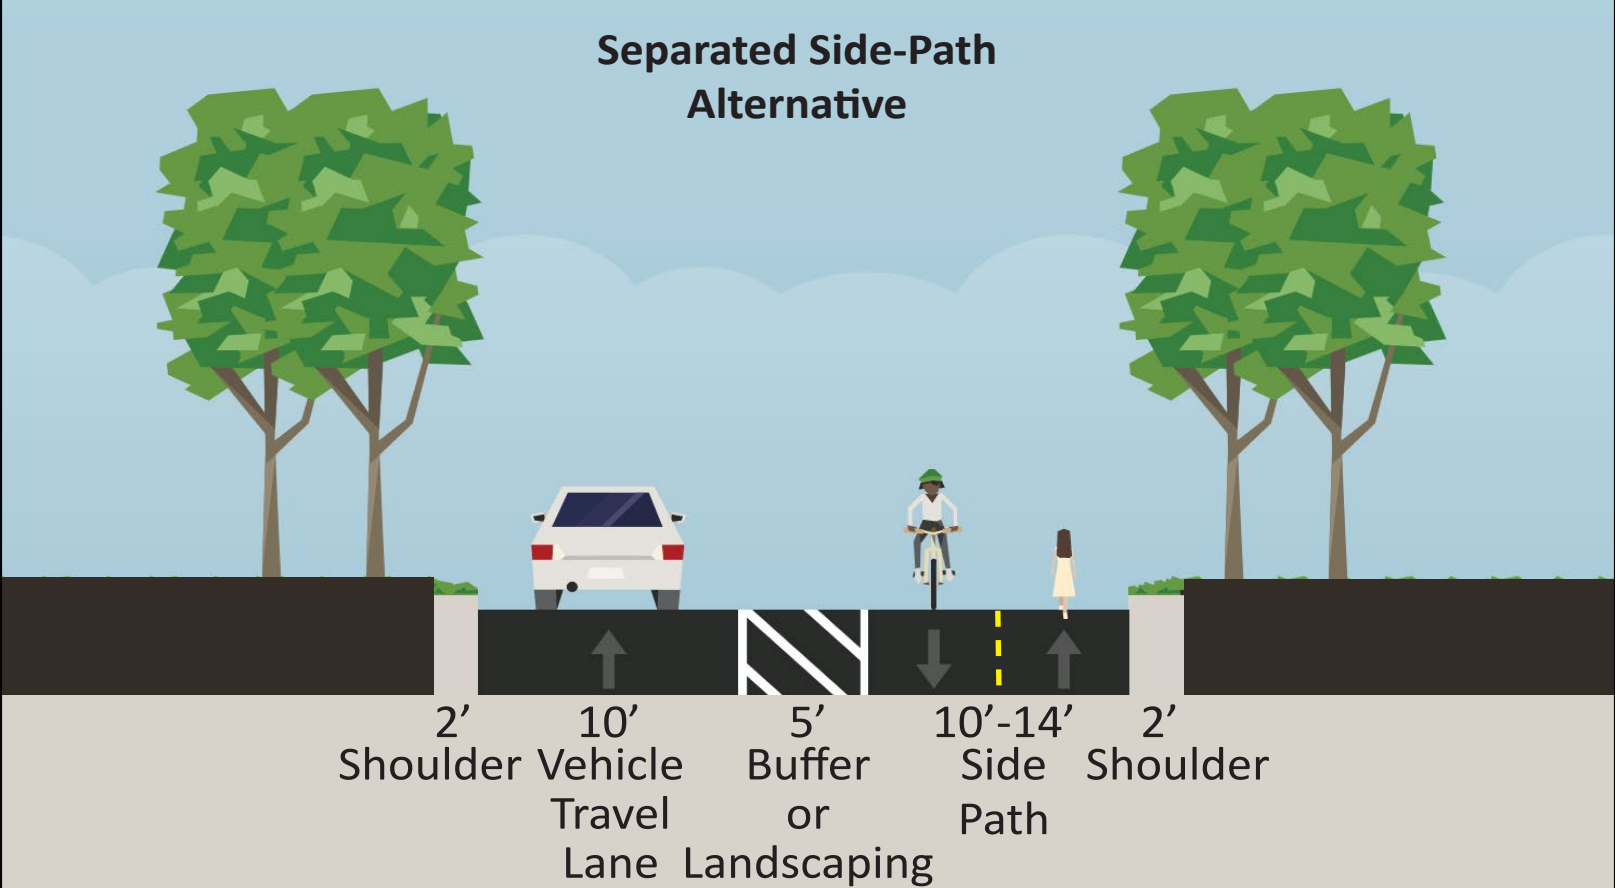 Separated Side-Path
Alternative
2’
Shoulder
10’
Vehicle
Travel
Lane
5’
Buffer
or
Landscaping
10’-14’
Side
Path
2’
Shoulder